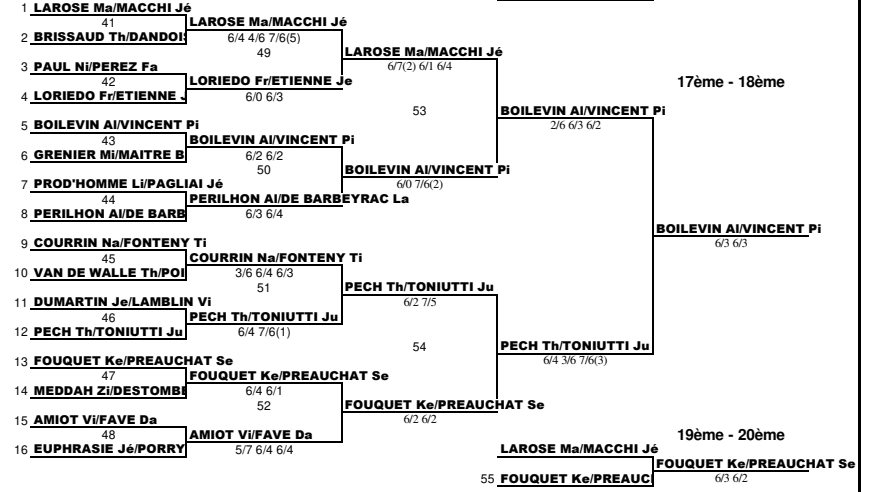 1 LAROSE Ma/MACCHI Jé
41 LAROSE Ma/MACCHI Jé
2 BRISSAUD Th/DANDOIS 6/4 4/6 7/6(5)
49 LAROSE Ma/MACCHI Jé
3 PAUL Ni/PEREZ Fa 6/7(2) 6/1 6/4
42 LORIEDO Fr/ETIENNE Je 17ème - 18ème
4 LORIEDO Fr/ETIENNE J 6/0 6/3
53 BOILEVIN Al/VINCENT Pi
5 BOILEVIN Al/VINCENT Pi 2/6 6/3 6/2
43 BOILEVIN Al/VINCENT Pi
6 GRENIER Mi/MAITRE B 6/2 6/2
50 BOILEVIN Al/VINCENT Pi
7 PROD'HOMME Li/PAGLIAI Jé 6/0 7/6(2)
44 PERILHON Al/DE BARBEYRAC La
8 PERILHON Al/DE BARB 6/3 6/4
BOILEVIN Al/VINCENT Pi
9 COURRIN Na/FONTENY Ti 6/3 6/3
45 COURRIN Na/FONTENY Ti
10 VAN DE WALLE Th/POI 3/6 6/4 6/3
51 PECH Th/TONIUTTI Ju
11 DUMARTIN Je/LAMBLIN Vi 6/2 7/5
46 PECH Th/TONIUTTI Ju
12 PECH Th/TONIUTTI Ju 6/4 7/6(1)
54 PECH Th/TONIUTTI Ju
13 FOUQUET Ke/PREAUCHAT Se 6/4 3/6 7/6(3)
47 FOUQUET Ke/PREAUCHAT Se
14 MEDDAH Zi/DESTOMBE 6/4 6/1
52 FOUQUET Ke/PREAUCHAT Se
15 AMIOT Vi/FAVE Da 6/2 6/2
48 AMIOT Vi/FAVE Da 19ème - 20ème
16 EUPHRASIE Jé/PORRY 5/7 6/4 6/4 LAROSE Ma/MACCHI Jé
FOUQUET Ke/PREAUCHAT Se
55 FOUQUET Ke/PREAUC 6/3 6/2